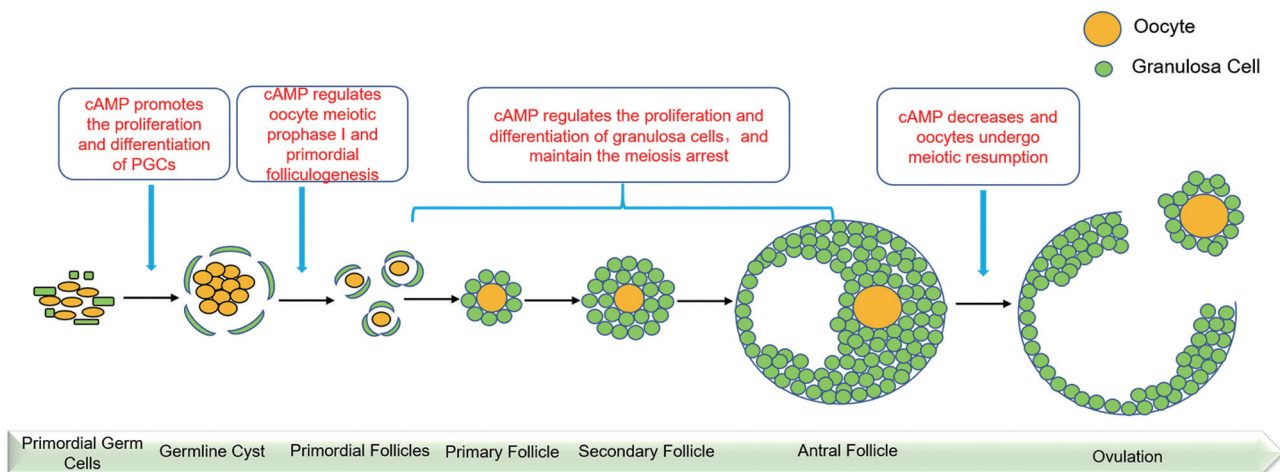 Oocyte
Granulosa Cell
cAMP promotes
the proliferation
and differentiation
of PGCs
cAMP regulates
oocyte meiotic
prophase I and
primordial
folliculogenesis
cAMP regulates the proliferation and
differentiation of granulosa cells, and
maintain the meiosis arrest
cAMP decreases and
oocytes undergo
meiotic resumption
Primordial Germ
Cells
Germline Cyst
Primordial Follicles
Primary Follicle
Secondary Follicle
Antral Follicle
Ovulation